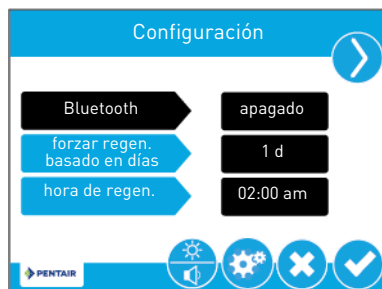 Configuración
Bluetooth
apagado
forzar regen.
basado en días
1 d
hora de regen.
02:00 am
PENTAIR